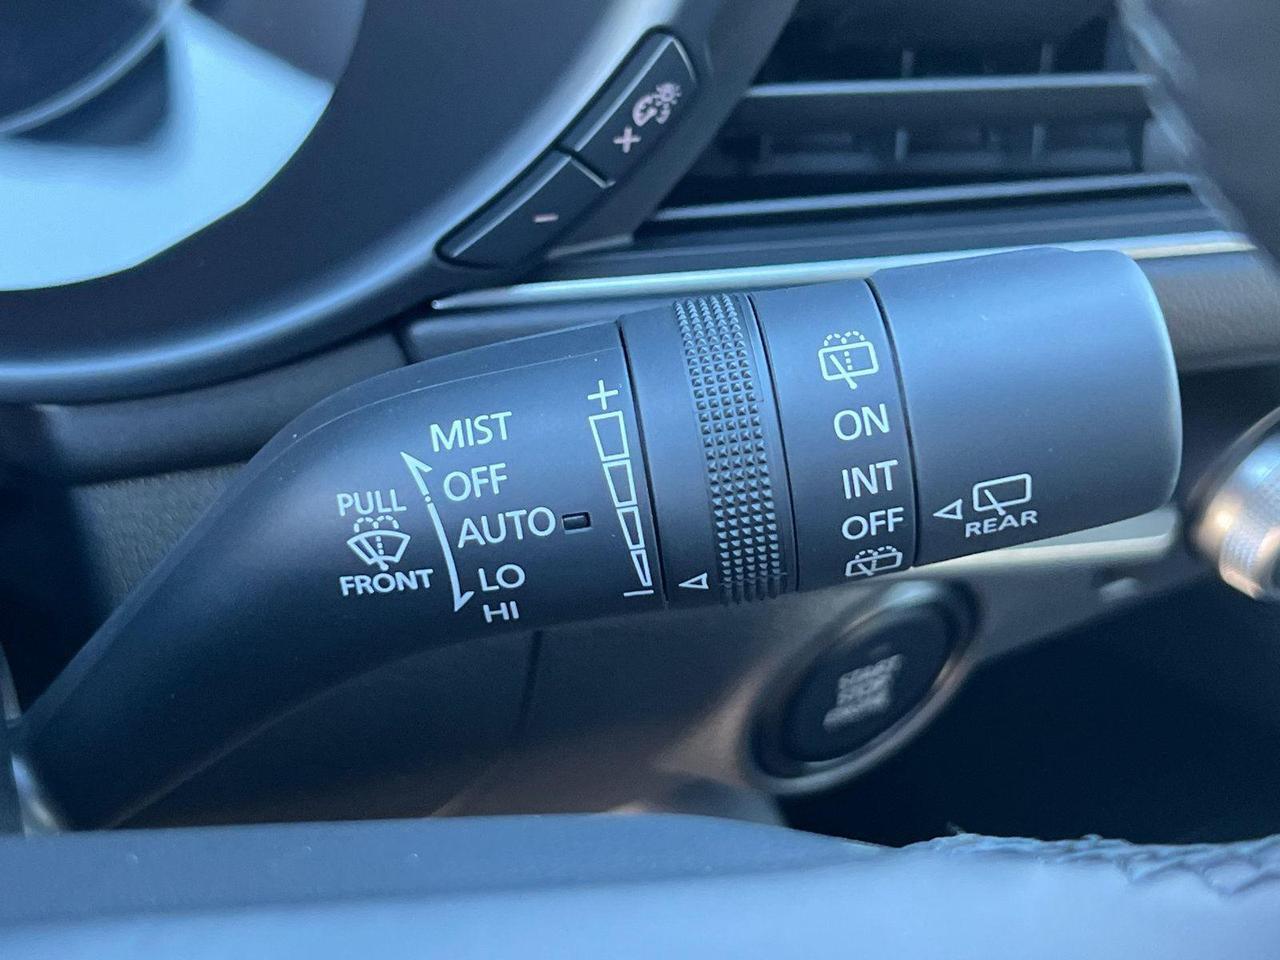 +
-
MIST
OFF
AUTO
LO
HI
PULL
FRONT
+
-
ON
INT
OFF
REAR